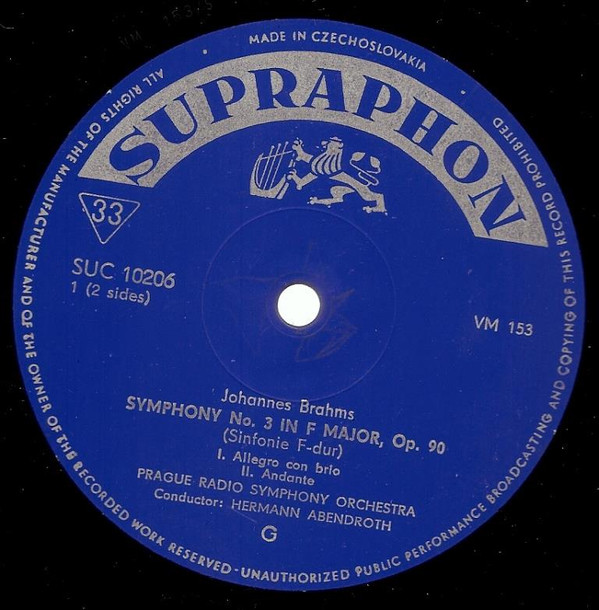 MADE IN CZECHOSLOVAKIA
SUPRAPHON
33
SUC 10206
1 (2 sides)
VM 153
Johannes Brahms
SYMPHONY No. 3 IN F MAJOR, Op. 90
(Sinfonie F-dur)
I. Allegro con brio
II. Andante
PRAGUE RADIO SYMPHONY ORCHESTRA
Conductor: HERMANN ABENDROTH
G
ALL RIGHTS OF THE MANUFACTURER AND OF THE OWNER OF THE RECORDED WORK RESERVED - UNAUTHORIZED PUBLIC PERFORMANCE BROADCASTING AND COPYING OF THIS RECORD PROHIBITED